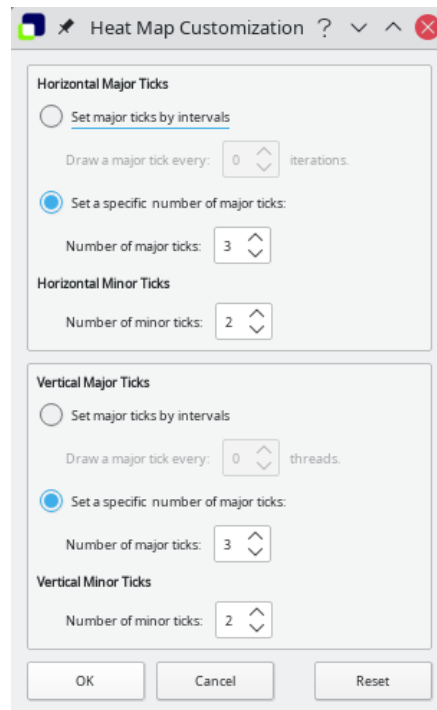 Heat Map Customization ?
Horizontal Major Ticks
Set major ticks by intervals
Draw a major tick every: 0 iterations.
Set a specific number of major ticks:
Number of major ticks: 3
Horizontal Minor Ticks
Number of minor ticks: 2
Vertical Major Ticks
Set major ticks by intervals
Draw a major tick every: 0 threads.
Set a specific number of major ticks:
Number of major ticks: 3
Vertical Minor Ticks
Number of minor ticks: 2
OK Cancel Reset